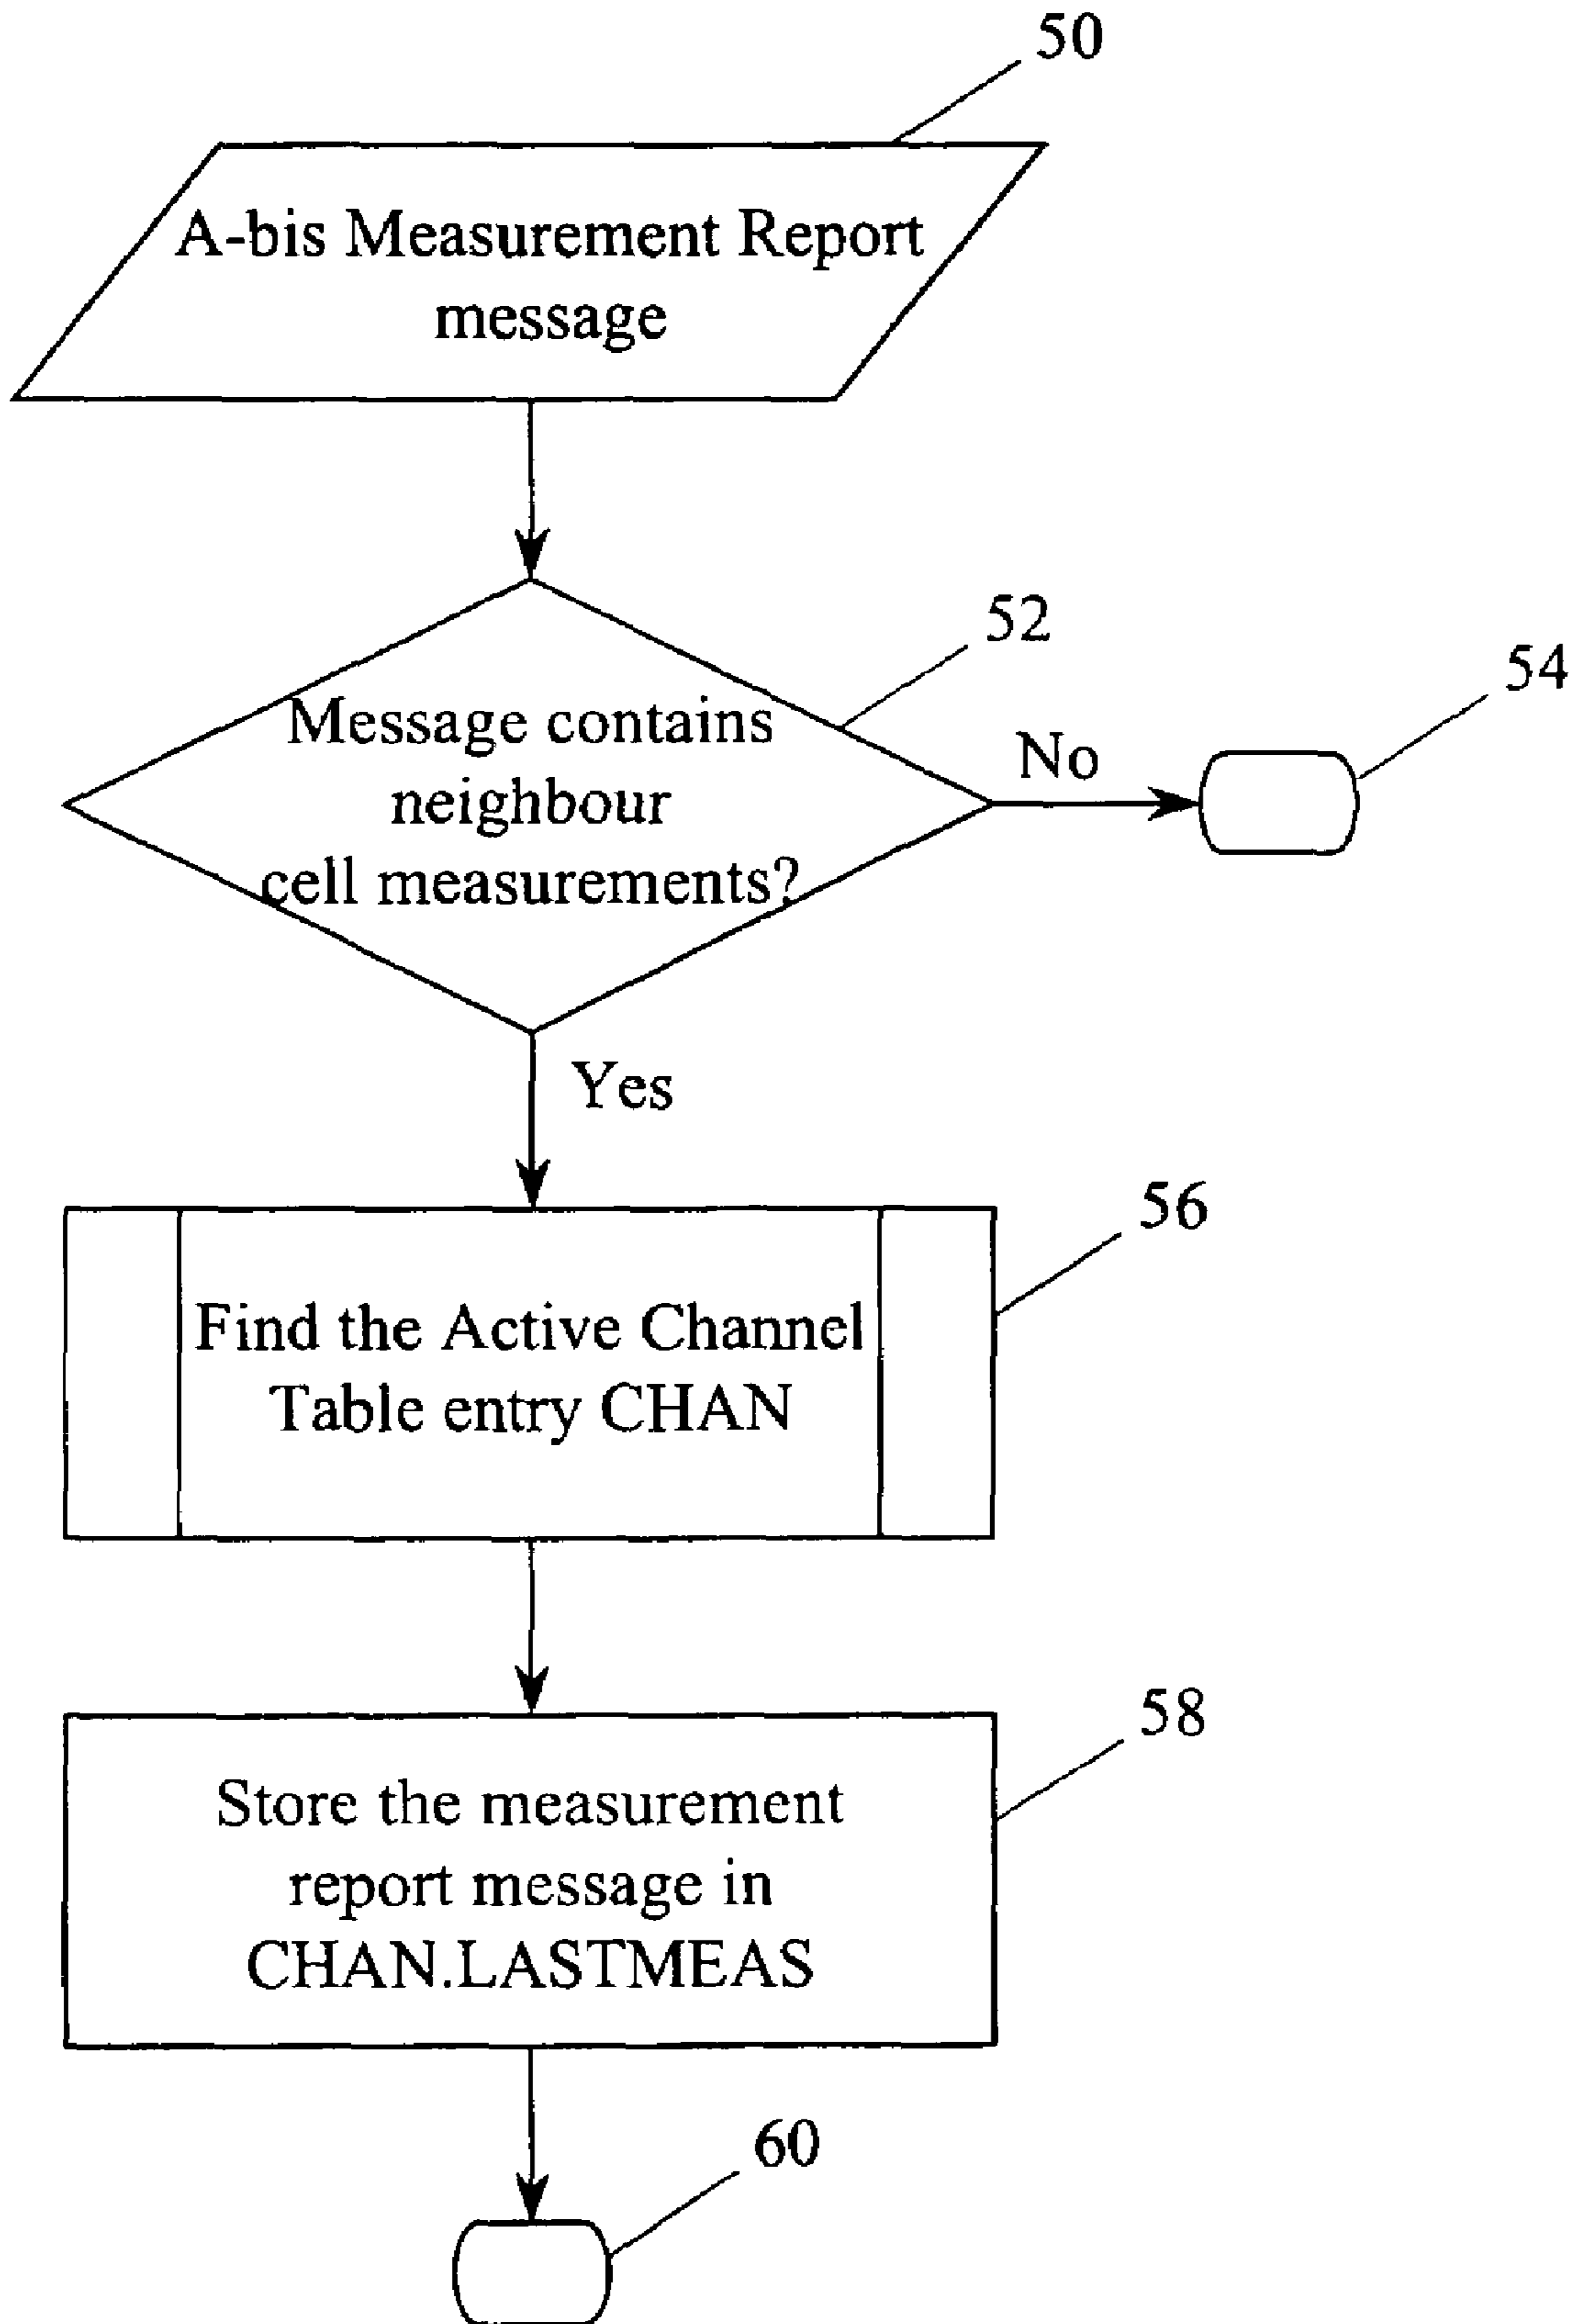 50
A-bis Measurement Report
message
52
54
Message contains
neighbour
cell measurements?
No
Yes
56
Find the Active Channel
Table entry CHAN
58
Store the measurement
report message in
CHAN.LASTMEAS
60